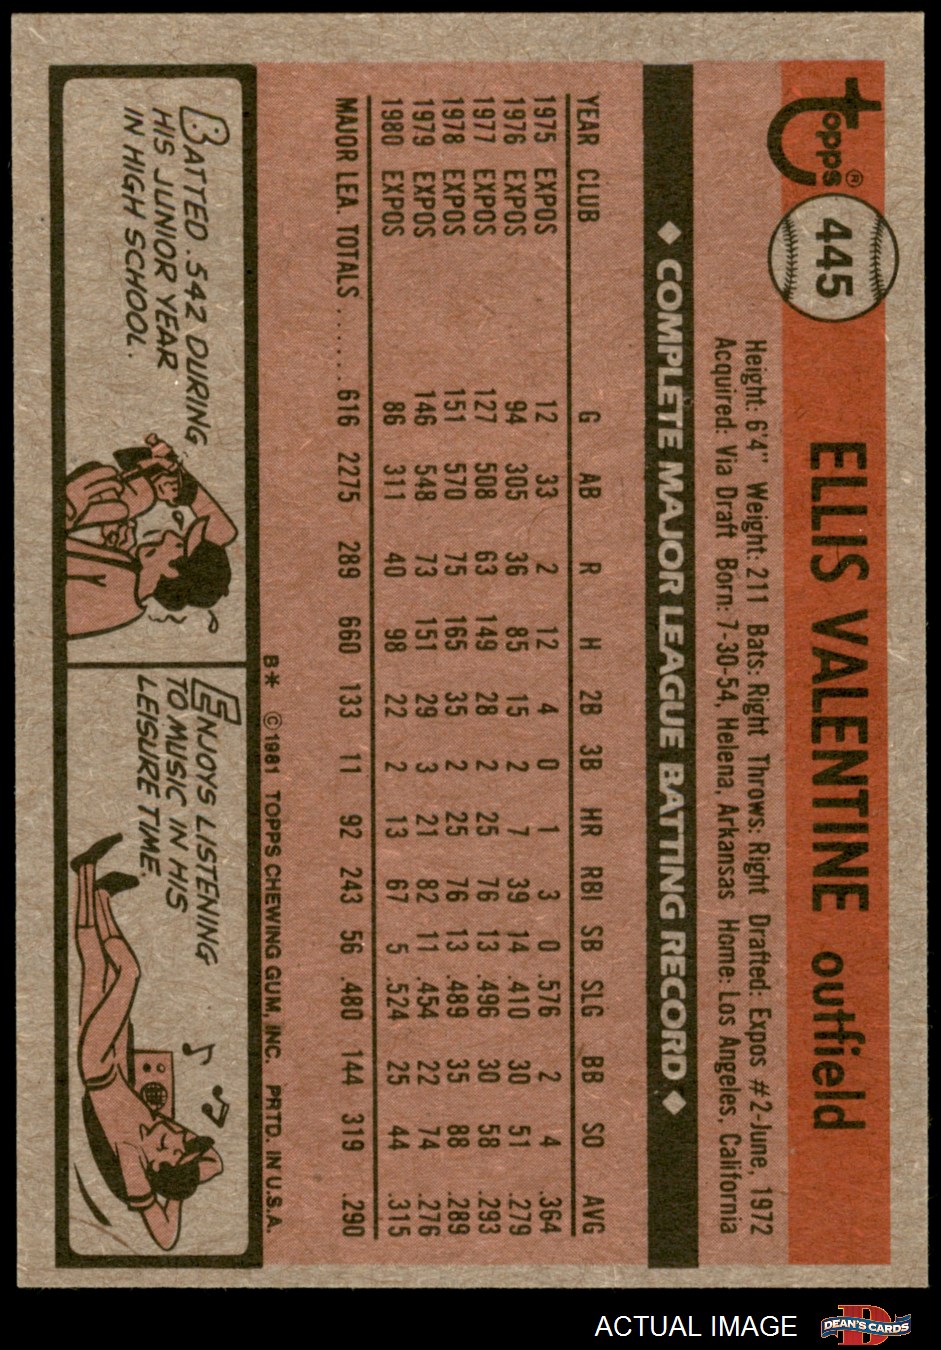 Topps®
445
ELLIS VALENTINE outfield
Height: 6'4" Weight: 211 Bats: Right Throws: Right Drafted: Expos #2-June, 1972
Acquired: Via Draft Born: 7-30-54, Helena, Arkansas Home: Los Angeles, California
◆ COMPLETE MAJOR LEAGUE BATTING RECORD ◆
YEAR CLUB G AB R H 2B 3B HR RBI SB SLG BB SO AVG
1975 EXPOS 12 33 2 12 4 0 1 3 0 .576 2 4 .364
1976 EXPOS 94 305 36 85 15 2 7 39 14 .410 30 51 .279
1977 EXPOS 127 508 63 149 28 2 25 76 13 .496 30 58 .293
1978 EXPOS 151 570 75 165 35 2 25 76 13 .489 35 88 .289
1979 EXPOS 146 548 73 151 29 3 21 82 11 .454 22 74 .276
1980 EXPOS 86 311 40 98 22 2 13 67 5 .524 25 44 .315
MAJOR LEA. TOTALS ...... 616 2275 289 660 133 11 92 243 56 .480 144 319 .290
B* ©1981 TOPPS CHEWING GUM, INC. PRTD. IN U.S.A.
BATTED .542 DURING
HIS JUNIOR YEAR
IN HIGH SCHOOL.
ENJOYS LISTENING
TO MUSIC IN HIS
LEISURE TIME.
ACTUAL IMAGE
D
DEAN'S CARDS